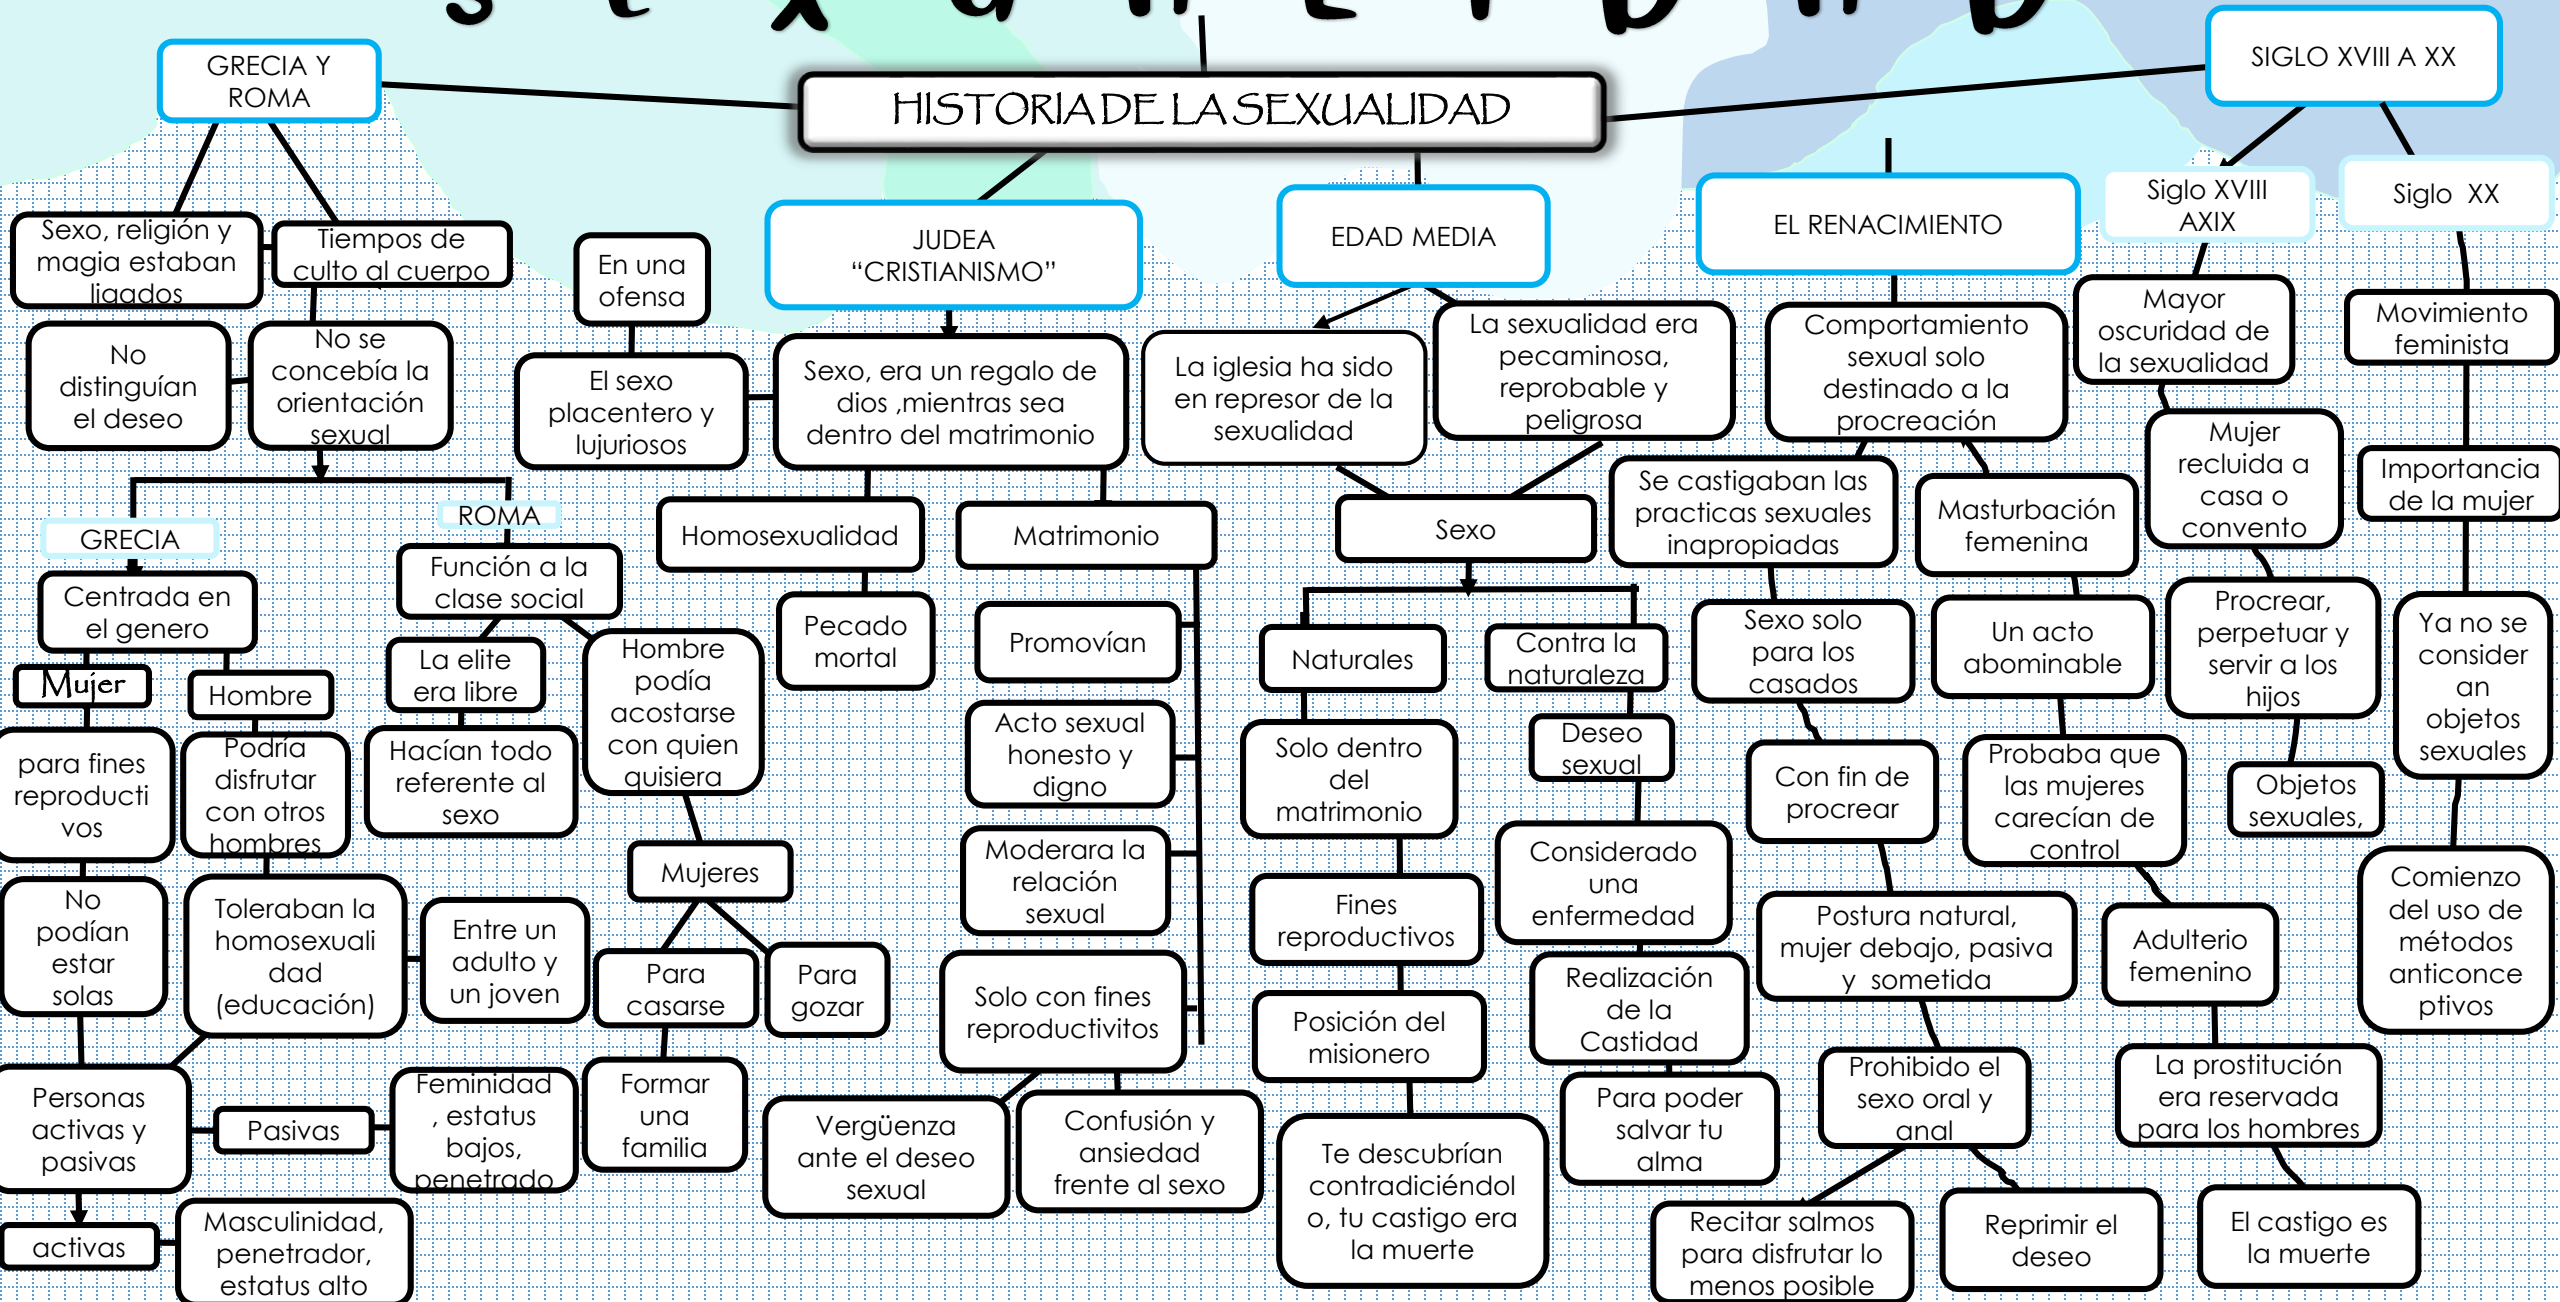 SEXUALIDAD
HISTORIA DE LA SEXUALIDAD
GRECIA Y
ROMA
Sexo, religión y
magia estaban
ligados
Tiempos de
culto al cuerpo
No
distinguían
el deseo
No se
concebía la
orientación
sexual
GRECIA
Centrada en
el genero
Mujer
para fines
reproducti
vos
No
podían
estar
solas
Hombre
Podría
disfrutar
con otros
hombres
Toleraban la
homosexuali
dad
(educación)
Entre un
adulto y
un joven
Personas
activas y
pasivas
Pasivas
Feminidad
, estatus
bajos,
penetrado
activas
Masculinidad,
penetrador,
estatus alto
ROMA
Función a la
clase social
La elite
era libre
Hacían todo
referente al
sexo
Hombre
podía
acostarse
con quien
quisiera
Mujeres
Para
casarse
Para
gozar
Formar
una
familia
JUDEA
“CRISTIANISMO”
Sexo, era un regalo de
dios ,mientras sea
dentro del matrimonio
El sexo
placentero y
lujuriosos
En una
ofensa
Homosexualidad
Pecado
mortal
Matrimonio
Promovían
Acto sexual
honesto y
digno
Moderara la
relación
sexual
Solo con fines
reproductivitos
Vergüenza
ante el deseo
sexual
Confusión y
ansiedad
frente al sexo
EDAD MEDIA
La iglesia ha sido
en represor de la
sexualidad
La sexualidad era
pecaminosa,
reprobable y
peligrosa
Sexo
Naturales
Solo dentro
del
matrimonio
Fines
reproductivos
Posición del
misionero
Te descubrían
contradiciéndol
o, tu castigo era
la muerte
Contra la
naturaleza
Deseo
sexual
Considerado
una
enfermedad
Realización
de la
Castidad
Para poder
salvar tu
alma
EL RENACIMIENTO
Comportamiento
sexual solo
destinado a la
procreación
Se castigaban las
practicas sexuales
inapropiadas
Sexo solo
para los
casados
Con fin de
procrear
Postura natural,
mujer debajo, pasiva
y  sometida
Prohibido el
sexo oral y
anal
Recitar salmos
para disfrutar lo
menos posible
Reprimir el
deseo
Masturbación
femenina
Un acto
abominable
Probaba que
las mujeres
carecían de
control
Adulterio
femenino
La prostitución
era reservada
para los hombres
El castigo es
la muerte
SIGLO XVIII A XX
Siglo XVIII
AXIX
Mayor
oscuridad de
la sexualidad
Mujer
recluida a
casa o
convento
Procrear,
perpetuar y
servir a los
hijos
Objetos
sexuales,
Siglo  XX
Movimiento
feminista
Importancia
de la mujer
Ya no se
consider
an
objetos
sexuales
Comienzo
del uso de
métodos
anticonce
ptivos